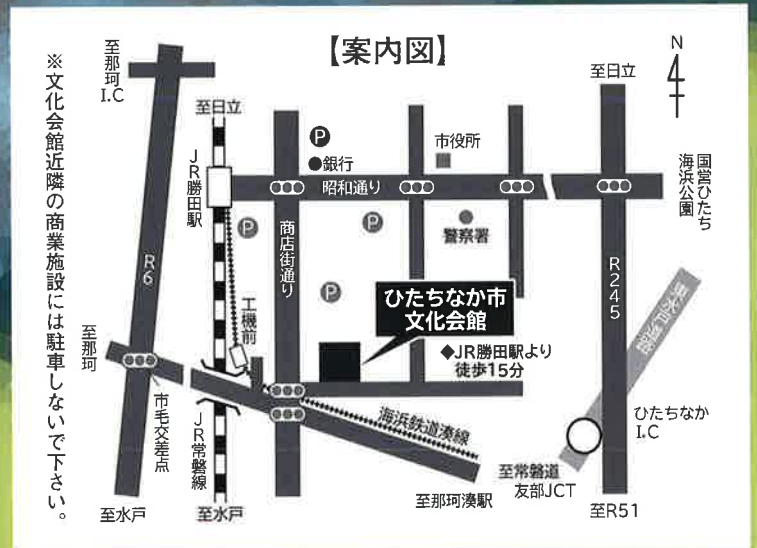 【案内図】
※文化会館近隣の商業施設には駐車しないで下さい。
至那珂
I.C
至日立
至日立
N
JR勝田駅
P
●銀行
昭和通り
市役所
国営ひたち
海浜公園
P
P
警察署
商店街通り
R6
R245
P
工機前
ひたちなか市
文化会館
◆JR勝田駅より
徒歩15分
至那珂
市毛交差点
JR常磐線
海浜鉄道湊線
ひたちなか
I.C
至常磐道
友部JCT
至那珂湊駅
至水戸
至水戸
至R51